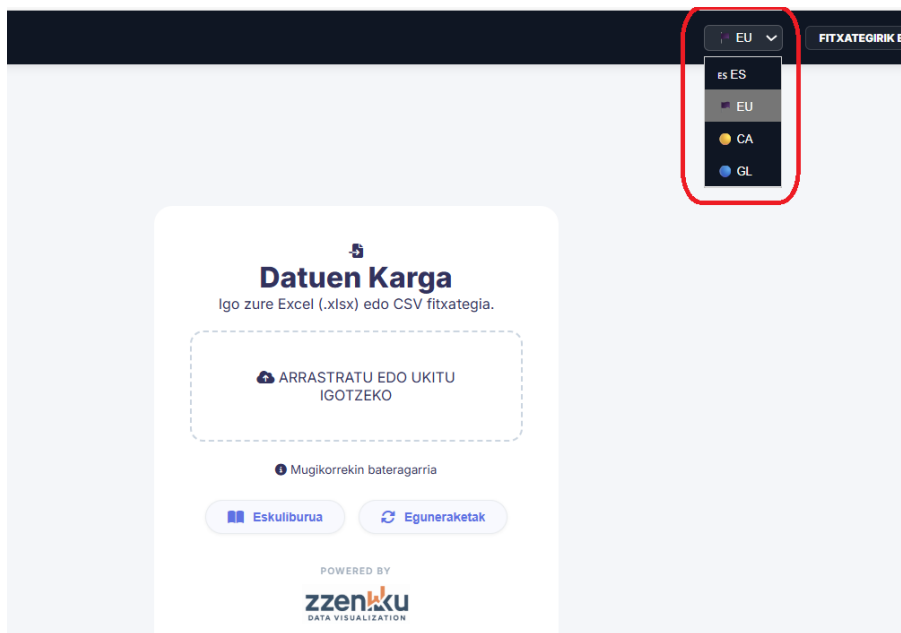 EU
FITXATEGIRIK E
ES ES
EU
CA
GL
Datuen Karga
Igo zure Excel (.xlsx) edo CSV fitxategia.
ARRASTRATU EDO UKITU
IGOTZEKO
Mugikorrekin bateragarria
Eskuliburua
Eguneraketak
POWERED BY
zzenkku
DATA VISUALIZATION